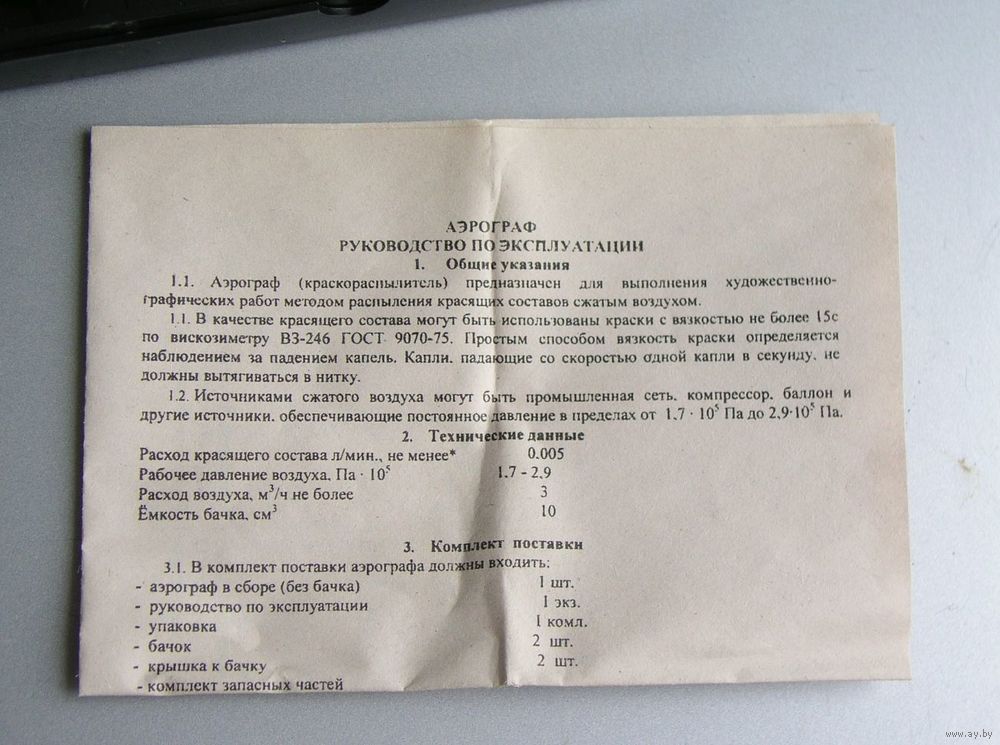 АЭРОГРАФ
РУКОВОДСТВО ПО ЭКСПЛУАТАЦИИ
1. Общие указания
1.1. Аэрограф (краскораспылитель) предназначен для выполнения художественно-
графических работ методом распыления красящих составов сжатым воздухом.
1.1. В качестве красящего состава могут быть использованы краски с вязкостью не более 15с
по вискозиметру ВЗ-246 ГОСТ 9070-75. Простым способом вязкость краски определяется
наблюдением за падением капель. Капли, падающие со скоростью одной капли в секунду, не
должны вытягиваться в нитку.
1.2. Источниками сжатого воздуха могут быть промышленная сеть, компрессор, баллон и
другие источники, обеспечивающие постоянное давление в пределах от 1,7 · 10⁵ Па до 2,9·10⁵ Па.
2. Технические данные
Расход красящего состава л/мин., не менее* 0.005
Рабочее давление воздуха, Па · 10⁵ 1.7 - 2,9
Расход воздуха, м³/ч не более 3
Ёмкость бачка, см³ 10
3. Комплект поставки
3.1. В комплект поставки аэрографа должны входить:
- аэрограф в сборе (без бачка) 1 шт.
- руководство по эксплуатации 1 экз.
- упаковка 1 комл.
- бачок 2 шт.
- крышка к бачку 2 шт.
- комплект запасных частей
www.ay.by